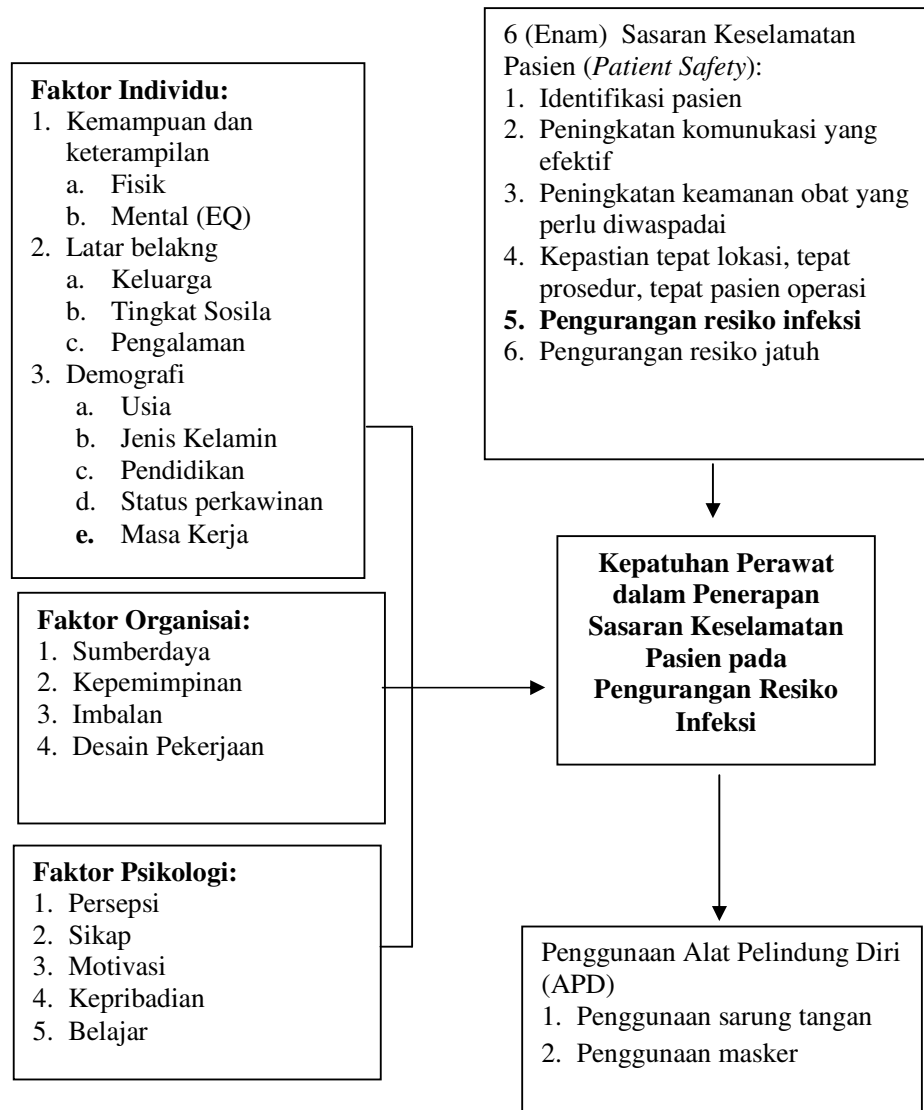 Faktor Individu:
1. Kemampuan dan
keterampilan
a. Fisik
b. Mental (EQ)
2. Latar belakng
a. Keluarga
b. Tingkat Sosila
c. Pengalaman
3. Demografi
a. Usia
b. Jenis Kelamin
c. Pendidikan
d. Status perkawinan
e. Masa Kerja
Faktor Organisai:
1. Sumberdaya
2. Kepemimpinan
3. Imbalan
4. Desain Pekerjaan
Faktor Psikologi:
1. Persepsi
2. Sikap
3. Motivasi
4. Kepribadian
5. Belajar
6 (Enam) Sasaran Keselamatan
Pasien (Patient Safety):
1. Identifikasi pasien
2. Peningkatan komunukasi yang
efektif
3. Peningkatan keamanan obat yang
perlu diwaspadai
4. Kepastian tepat lokasi, tepat
prosedur, tepat pasien operasi
5. Pengurangan resiko infeksi
6. Pengurangan resiko jatuh
Kepatuhan Perawat
dalam Penerapan
Sasaran Keselamatan
Pasien pada
Pengurangan Resiko
Infeksi
Penggunaan Alat Pelindung Diri
(APD)
1. Penggunaan sarung tangan
2. Penggunaan masker